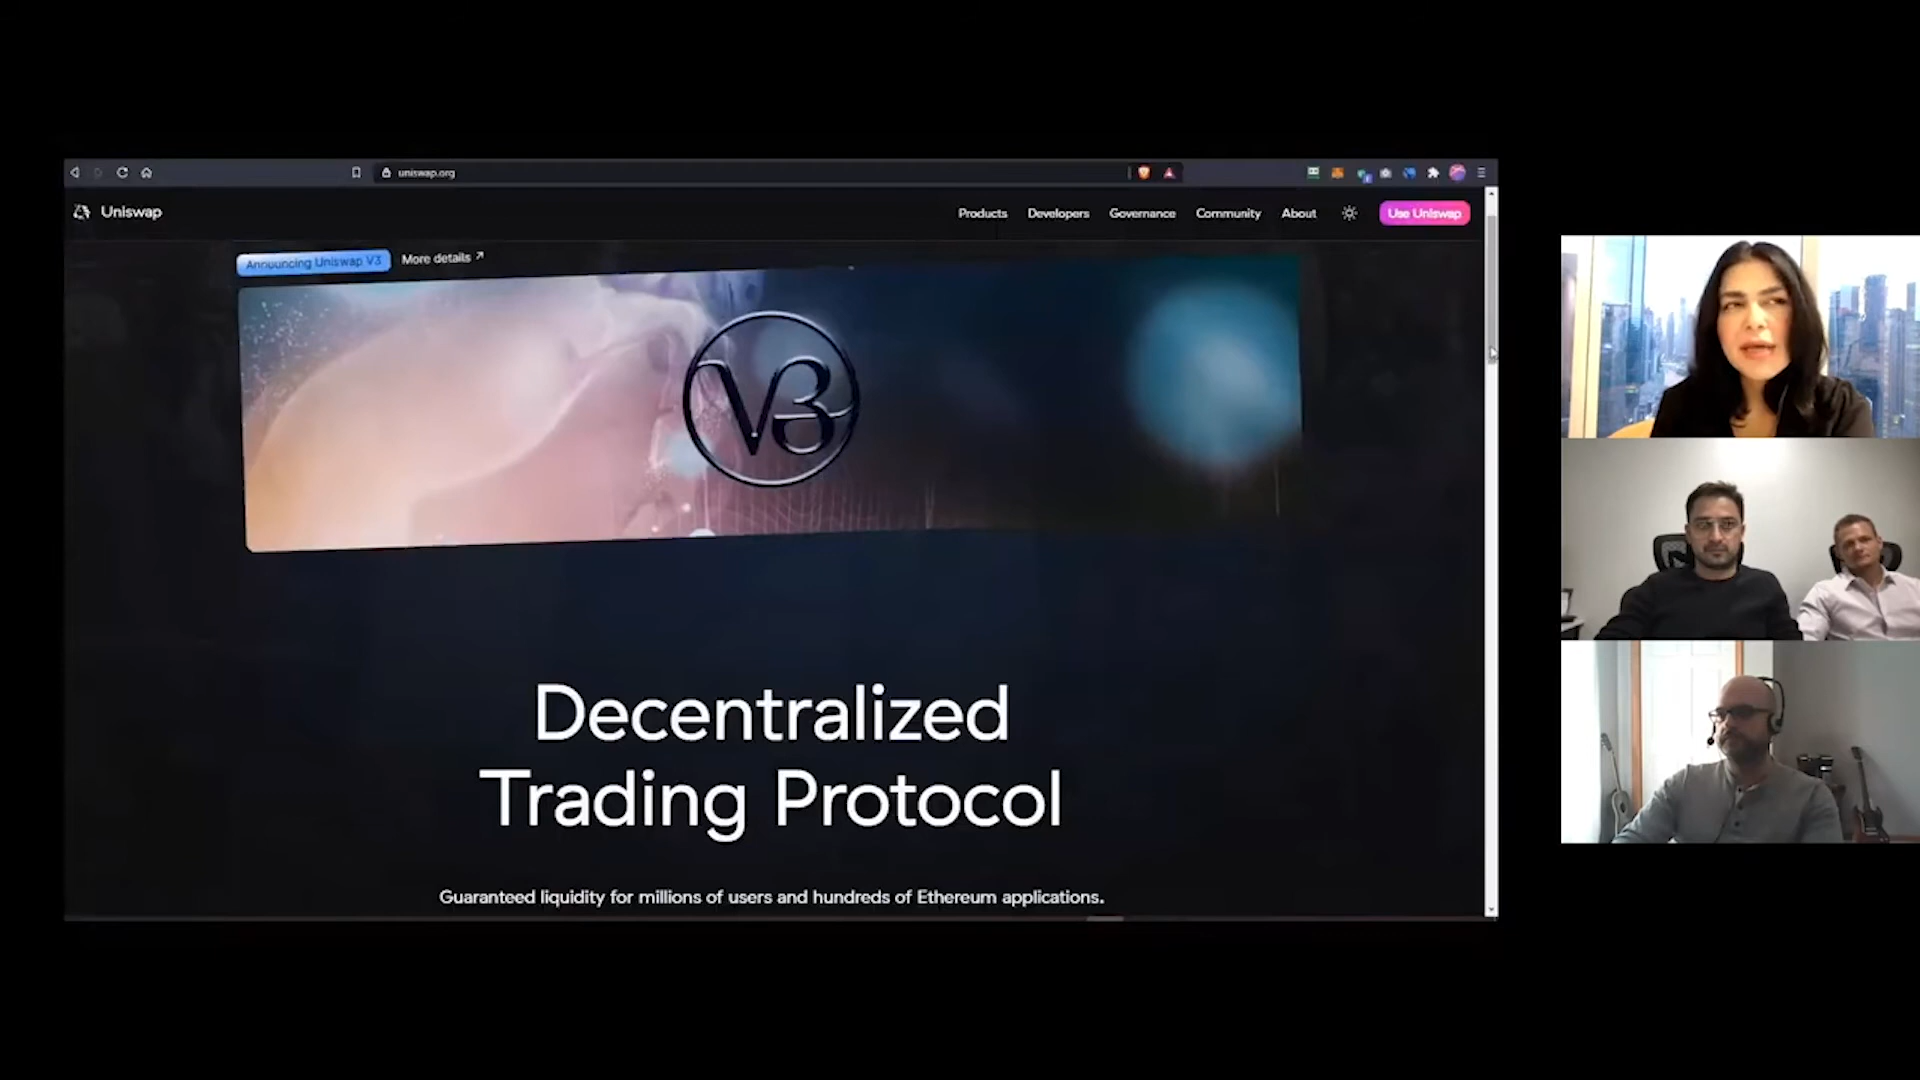 uniswap.org
Uniswap
Products
Developers
Governance
Community
About
Use Uniswap
Announcing Uniswap V3
More details ↗
V3
Decentralized
Trading Protocol
Guaranteed liquidity for millions of users and hundreds of Ethereum applications.